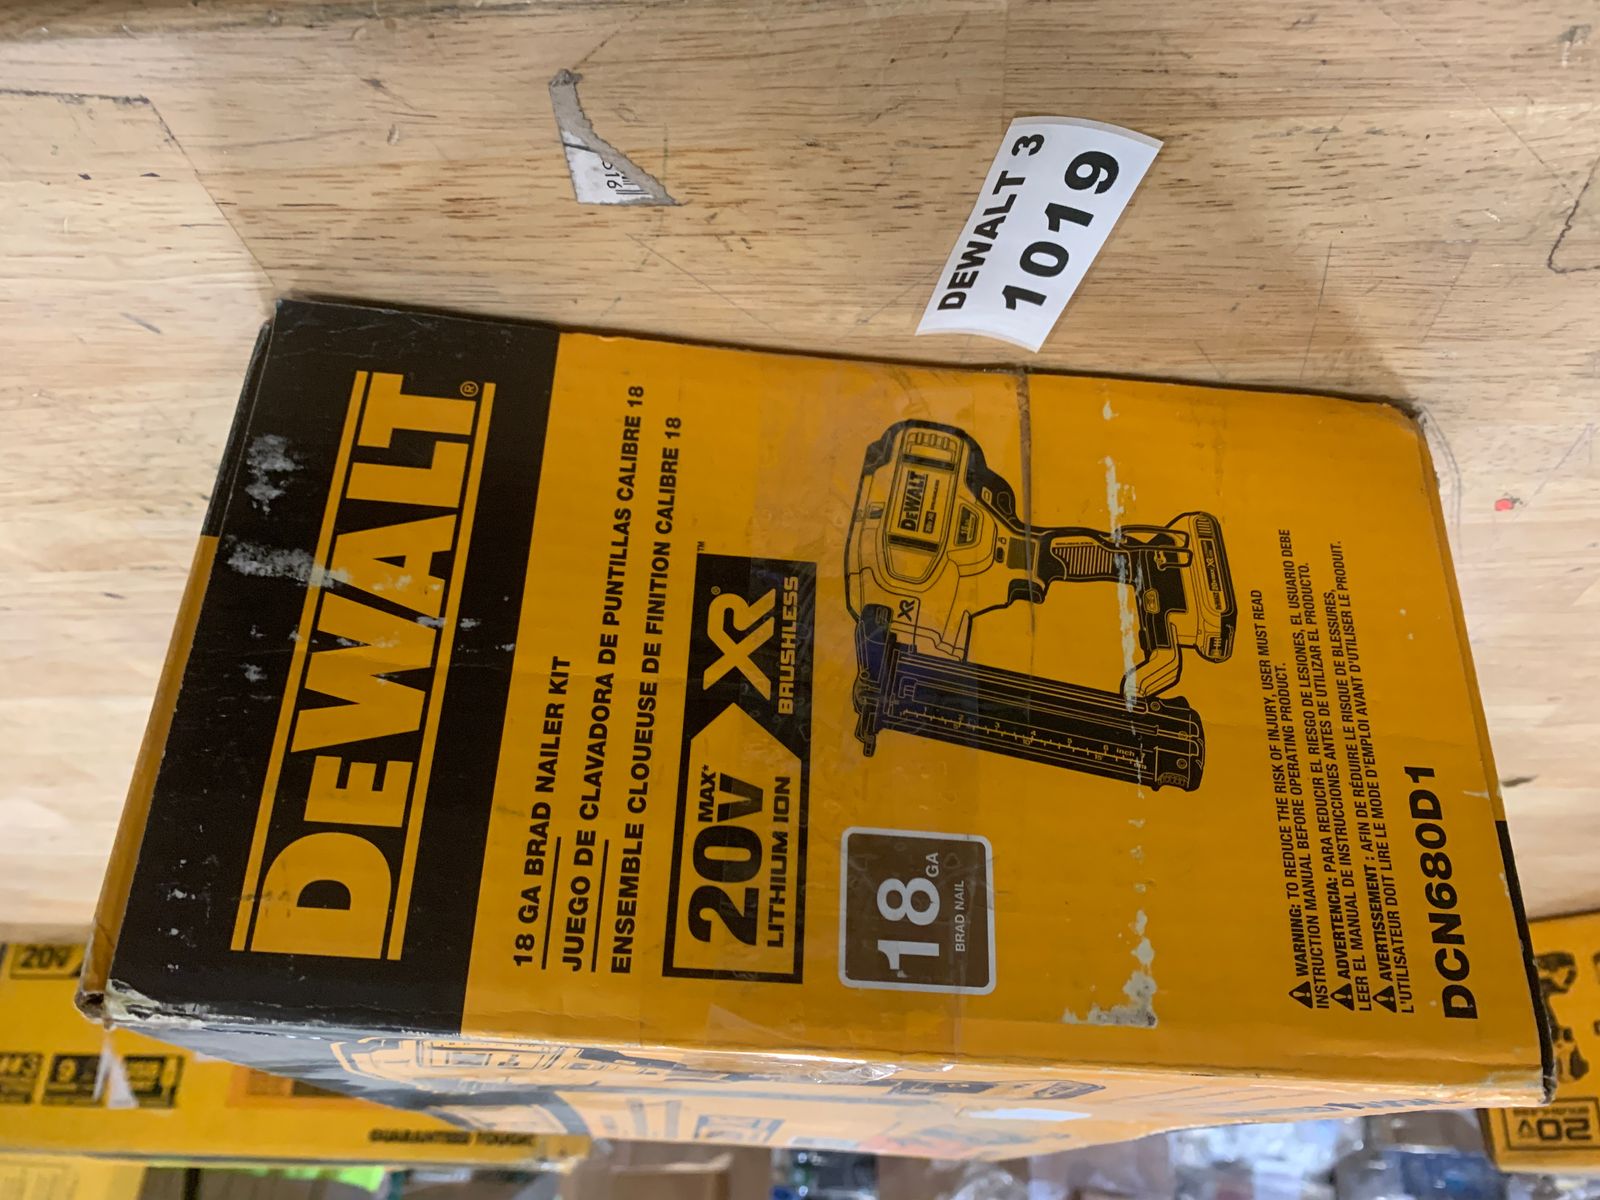 DEWALT 3
1019
DEWALT®
18 GA BRAD NAILER KIT
JUEGO DE CLAVADORA DE PUNTILLAS CALIBRE 18
ENSEMBLE CLOUEUSE DE FINITION CALIBRE 18
20V MAX*
LITHIUM ION
XR® ™
BRUSHLESS
DEWALT
XR
18 GA
BRAD NAIL
⚠ WARNING: TO REDUCE THE RISK OF INJURY, USER MUST READ
INSTRUCTION MANUAL BEFORE OPERATING PRODUCT.
⚠ ADVERTENCIA: PARA REDUCIR EL RIESGO DE LESIONES, EL USUARIO DEBE
LEER EL MANUAL DE INSTRUCCIONES ANTES DE UTILIZAR EL PRODUCTO.
⚠ AVERTISSEMENT : AFIN DE RÉDUIRE LE RISQUE DE BLESSURES,
L'UTILISATEUR DOIT LIRE LE MODE D'EMPLOI AVANT D'UTILISER LE PRODUIT.
DCN680D1
20V
GUARANTEED TOUGH
20V